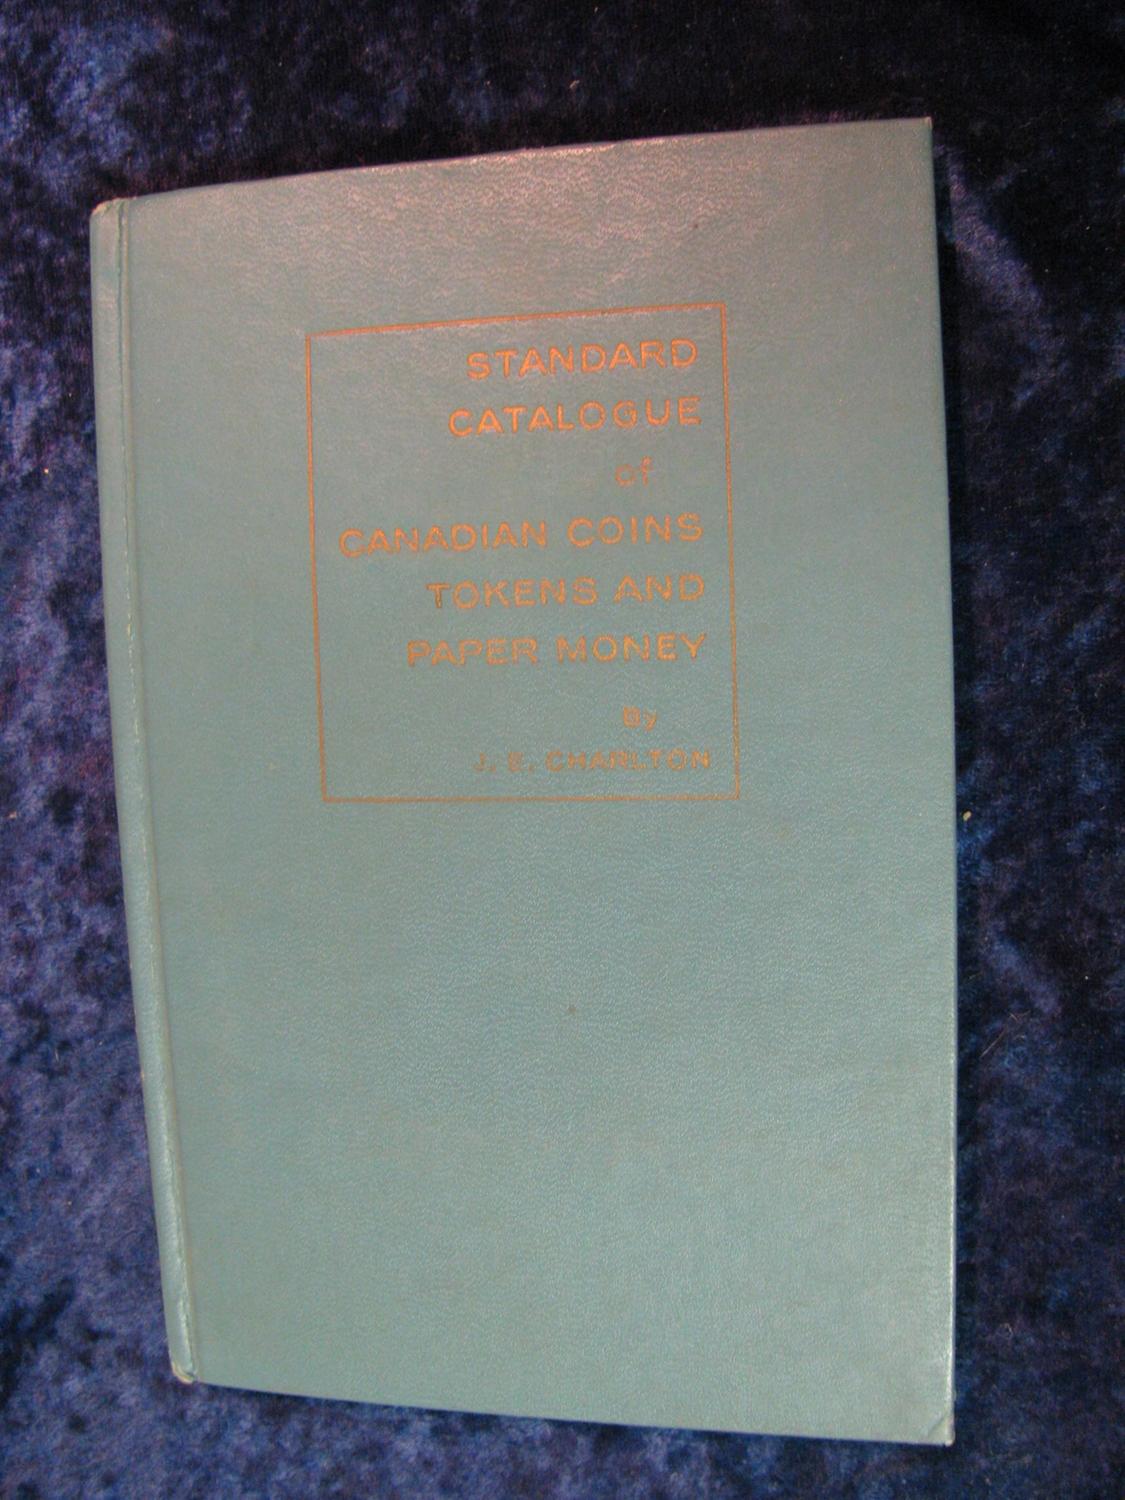 STANDARD
CATALOGUE
of
CANADIAN COINS
TOKENS AND
PAPER MONEY
By
J. E. CHARLTON